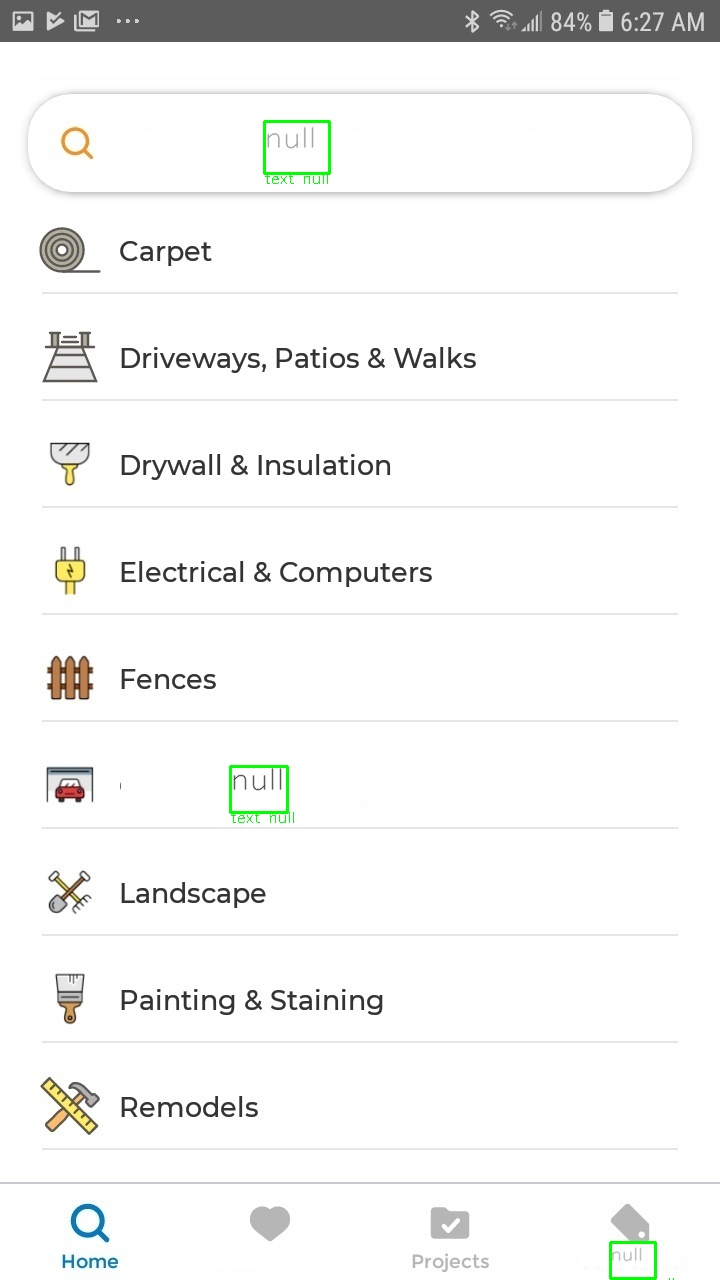 84% 6:27 AM
null
text null
Carpet
Driveways, Patios & Walks
Drywall & Insulation
Electrical & Computers
Fences
null
text null
Landscape
Painting & Staining
Remodels
Home
Projects
null